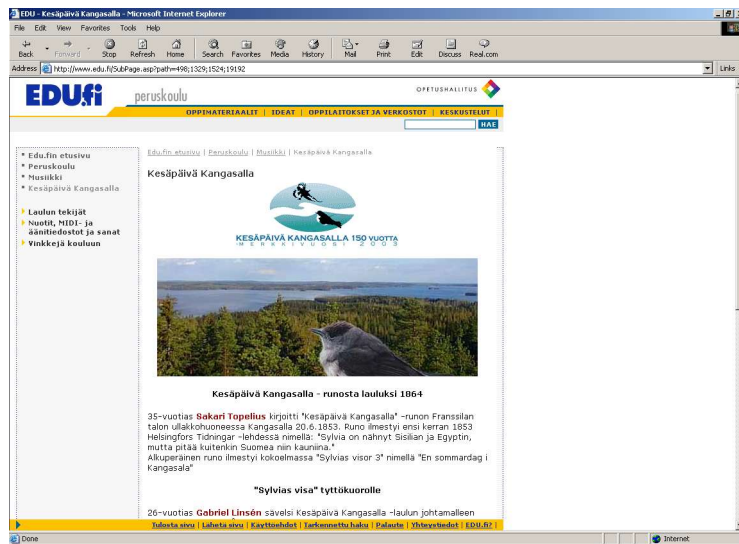 EDU - Kesäpäivä Kangasalla - Microsoft Internet Explorer
File Edit View Favorites Tools Help
Back Forward Stop Refresh Home Search Favorites Media History Mail Print Edit Discuss Real.com
Address http://www.edu.fi/SubPage.asp?path=498;1329;1524;19192 Links
EDU.fi peruskoulu OPETUSHALLITUS
OPPIMATERIAALIT | IDEAT | OPPILAITOKSET JA VERKOSTOT | KESKUSTELUT |
HAE
* Edu.fin etusivu
* Peruskoulu
* Musiikki
* Kesäpäivä Kangasalla
Laulun tekijät
Nuotit, MIDI- ja
äänitiedostot ja sanat
Vinkkejä kouluun
Edu.fin etusivu | Peruskoulu | Musiikki | Kesäpäivä Kangasalla
Kesäpäivä Kangasalla
KESÄPÄIVÄ KANGASALLA 150 VUOTTA
MERKKIVUOSI 2003
Kesäpäivä Kangasalla - runosta lauluksi 1864
35-vuotias Sakari Topelius kirjoitti "Kesäpäivä Kangasalla" -runon Franssilan
talon ullakkohuoneessa Kangasalla 20.6.1853. Runo ilmestyi ensi kerran 1853
Helsingfors Tidningar -lehdessä nimellä: "Sylvia on nähnyt Sisilian ja Egyptin,
mutta pitää kuitenkin Suomea niin kauniina."
Alkuperäinen runo ilmestyi kokoelmassa "Sylvias visor 3" nimellä "En sommardag i
Kangasala"
"Sylvias visa" tyttökuorolle
26-vuotias Gabriel Linsén sävelsi Kesäpäivä Kangasalla -laulun johtamalleen
Tulosta sivu | Lähetä sivu | Käyttöehdot | Tarkennettu haku | Palaute | Yhteystiedot | EDU.fi? |
Done Internet